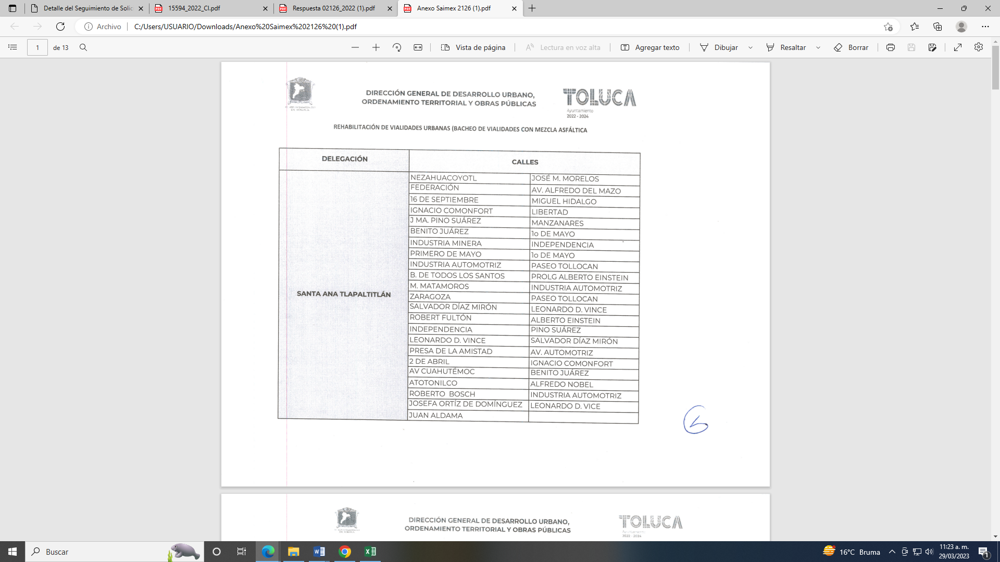 Detalle del Seguimiento de Solici
15594_2022_CI.pdf
Respuesta 02126_2022 (1).pdf
Anexo Saimex 2126 (1).pdf
Archivo
C:/Users/USUARIO/Downloads/Anexo%20Saimex%202126%20(1).pdf
1 de 13
Vista de página
Lectura en voz alta
Agregar texto
Dibujar
Resaltar
Borrar
H. AYUNTAMIENTO
DE TOLUCA
DIRECCIÓN GENERAL DE DESARROLLO URBANO,
ORDENAMIENTO TERRITORIAL Y OBRAS PÚBLICAS
TOLUCA
Ayuntamiento
2022 - 2024
REHABILITACIÓN DE VIALIDADES URBANAS (BACHEO DE VIALIDADES CON MEZCLA ASFÁLTICA
DELEGACIÓN CALLES
SANTA ANA TLAPALTITLÁN
NEZAHUACOYOTL JOSÉ M. MORELOS
FEDERACIÓN AV. ALFREDO DEL MAZO
16 DE SEPTIEMBRE MIGUEL HIDALGO
IGNACIO COMONFORT LIBERTAD
J MA. PINO SUÁREZ MANZANARES
BENITO JUÁREZ 1o DE MAYO
INDUSTRIA MINERA INDEPENDENCIA
PRIMERO DE MAYO 1o DE MAYO
INDUSTRIA AUTOMOTRIZ PASEO TOLLOCAN
B. DE TODOS LOS SANTOS PROLG ALBERTO EINSTEIN
M. MATAMOROS INDUSTRIA AUTOMOTRIZ
ZARAGOZA PASEO TOLLOCAN
SALVADOR DÍAZ MIRÓN LEONARDO D. VINCE
ROBERT FULTÓN ALBERTO EINSTEIN
INDEPENDENCIA PINO SUÁREZ
LEONARDO D. VINCE SALVADOR DÍAZ MIRÓN
PRESA DE LA AMISTAD AV. AUTOMOTRIZ
2 DE ABRIL IGNACIO COMONFORT
AV CUAHUTÉMOC BENITO JUÁREZ
ATOTONILCO ALFREDO NOBEL
ROBERTO BOSCH INDUSTRIA AUTOMOTRIZ
JOSEFA ORTÍZ DE DOMÍNGUEZ LEONARDO D. VICE
JUAN ALDAMA
H. AYUNTAMIENTO
DE TOLUCA
DIRECCIÓN GENERAL DE DESARROLLO URBANO,
ORDENAMIENTO TERRITORIAL Y OBRAS PÚBLICAS
TOLUCA
Ayuntamiento
2022 - 2024
Buscar
16°C Bruma
11:23 a. m.
29/03/2023
1